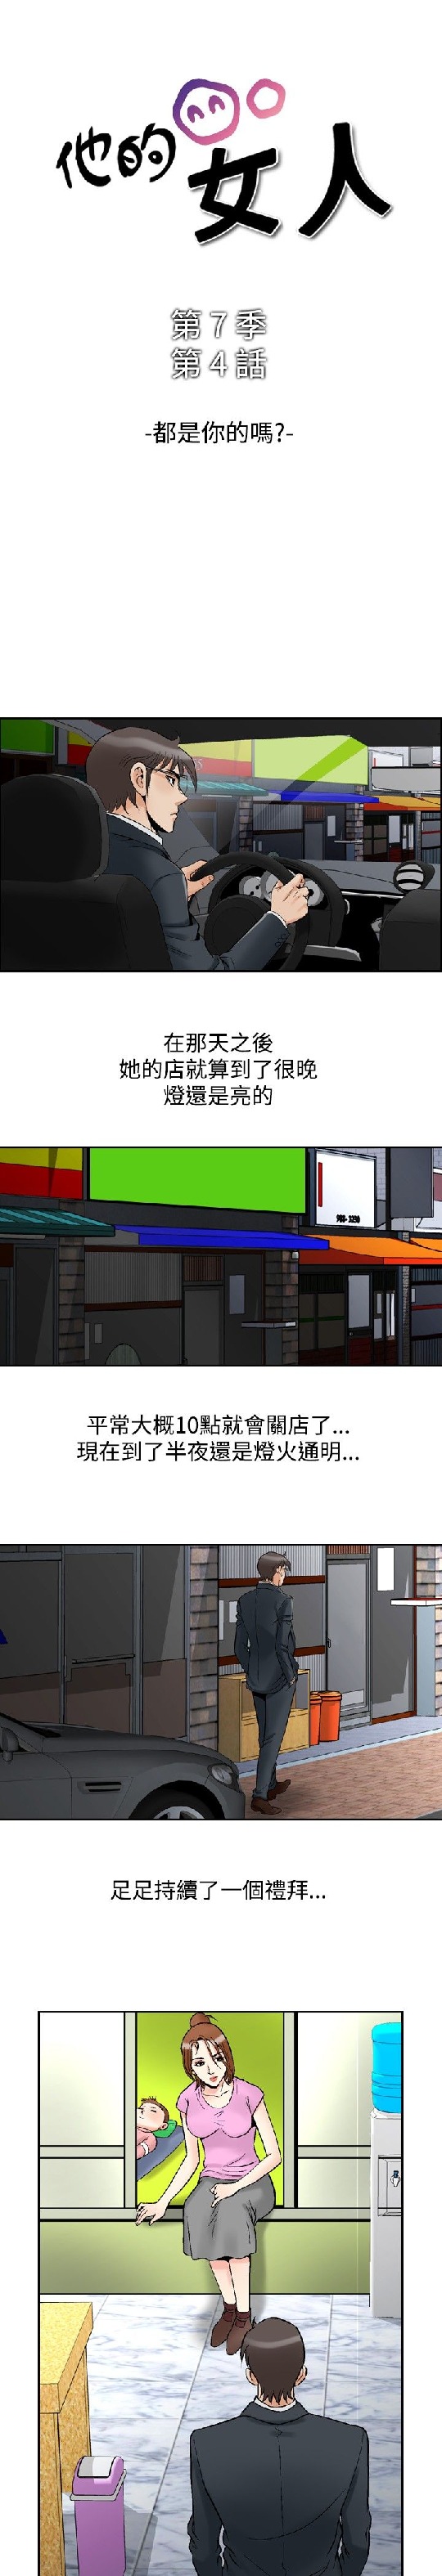 他的女人
第7季
第4話
-都是你的嗎?-
在那天之後
她的店就算到了很晚
燈還是亮的
平常大概10點就會關店了...
現在到了半夜還是燈火通明...
足足持續了一個禮拜...